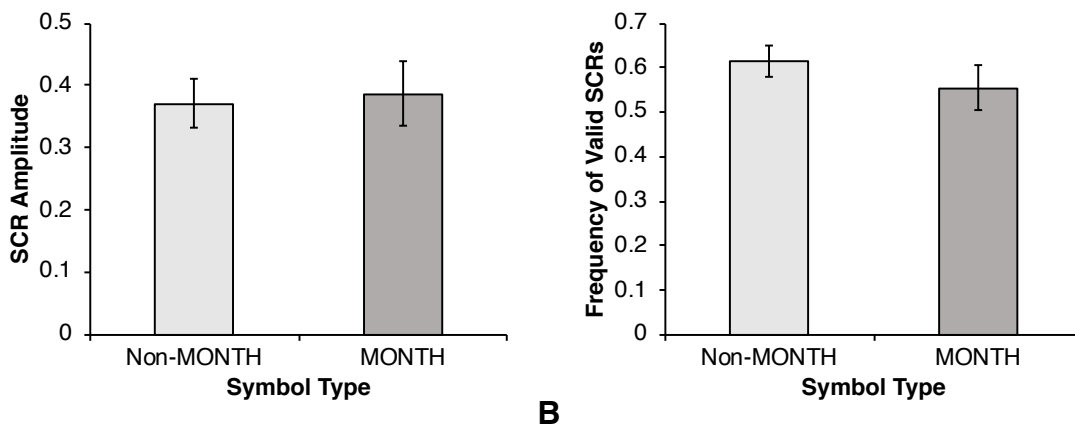 0.5
0.4
0.3
0.2
0.1
0
SCR Amplitude
Non-MONTH
MONTH
Symbol Type
0.7
0.6
0.5
0.4
0.3
0.2
0.1
0
Frequency of Valid SCRs
Non-MONTH
MONTH
Symbol Type
B